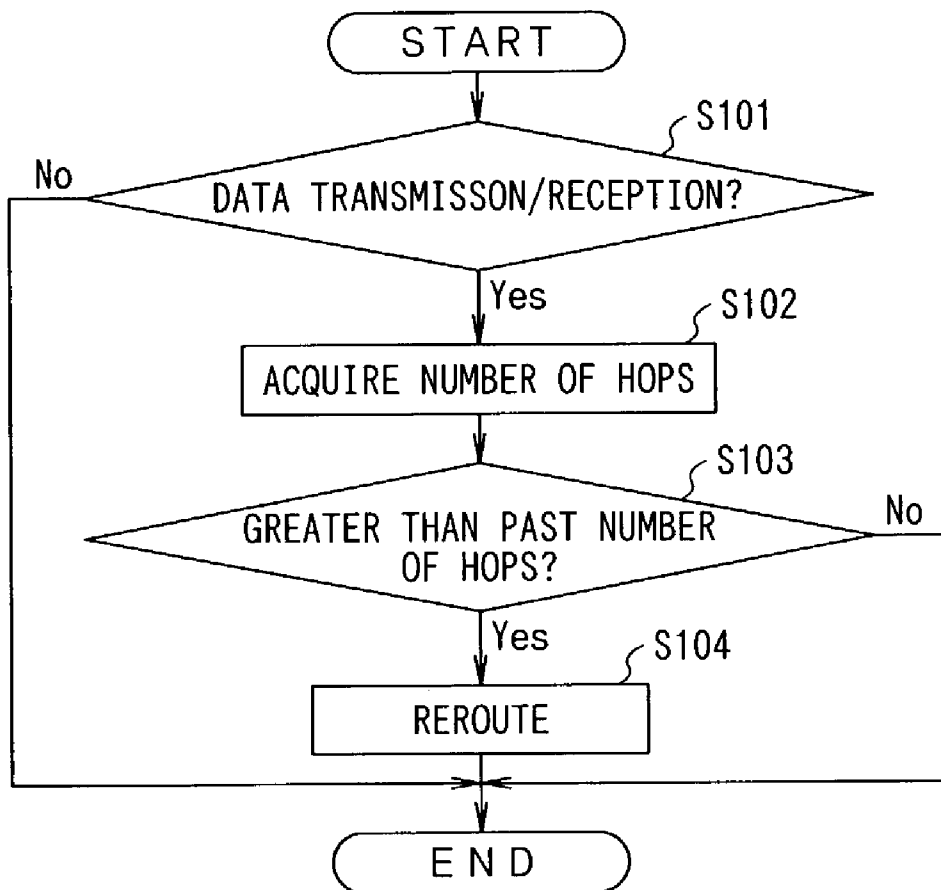 START
S101
No
DATA TRANSMISSON/RECEPTION?
Yes
S102
ACQUIRE NUMBER OF HOPS
S103
No
GREATER THAN PAST NUMBER
OF HOPS?
Yes
S104
REROUTE
END